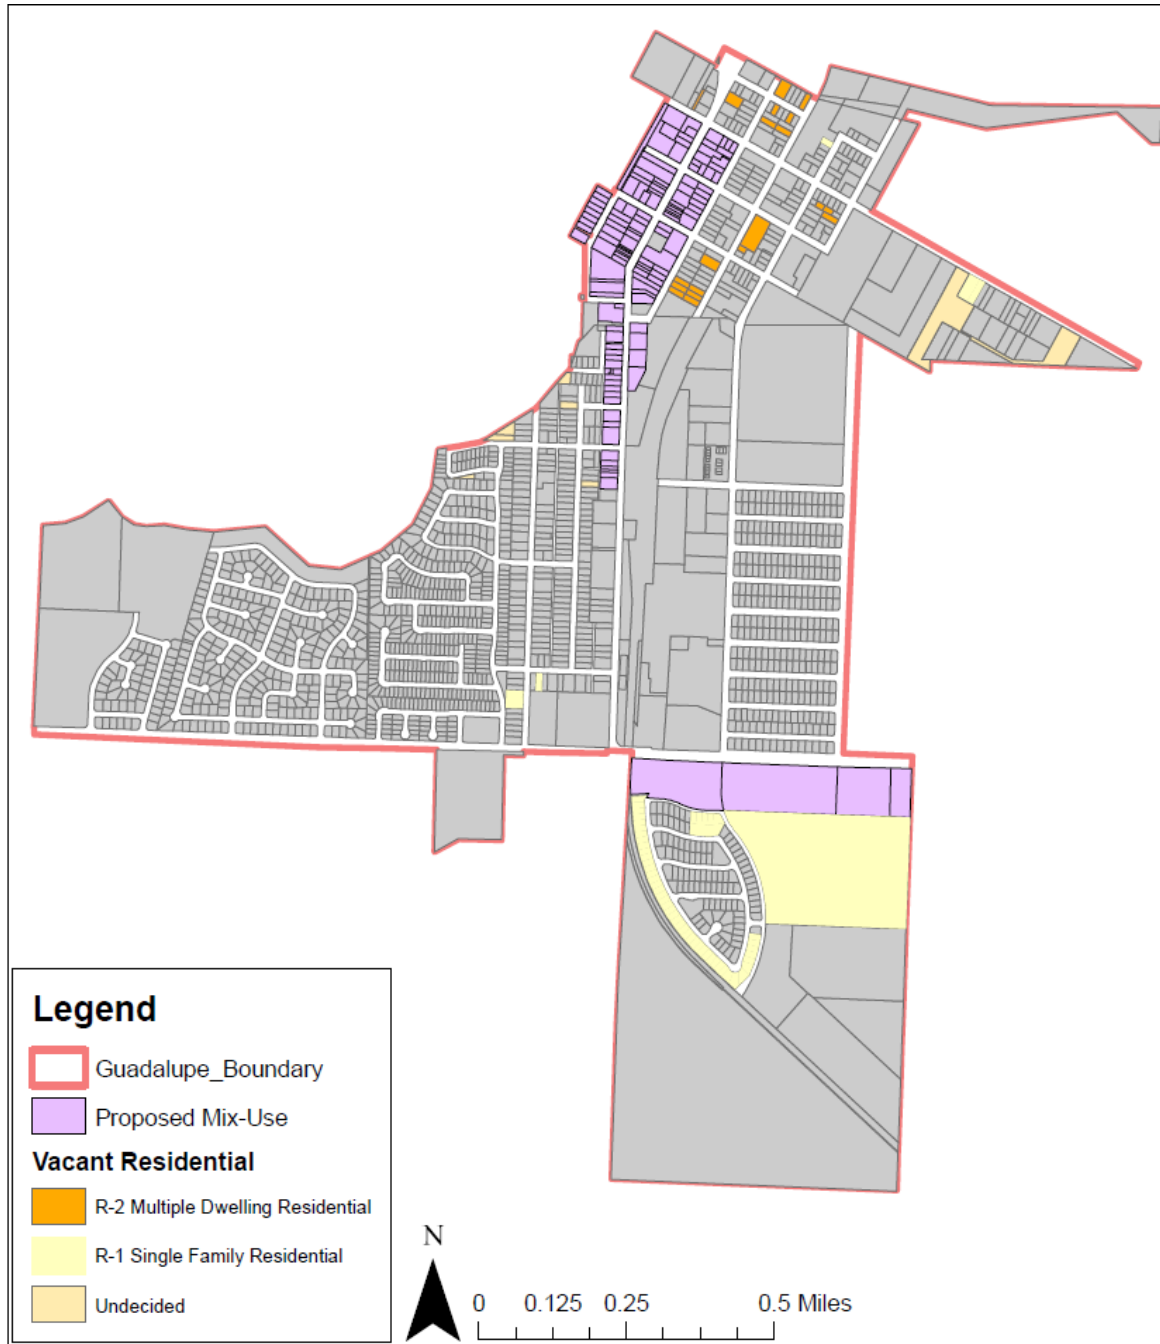 Legend
Guadalupe_Boundary
Proposed Mix-Use
Vacant Residential
R-2 Multiple Dwelling Residential
R-1 Single Family Residential
Undecided
N
0 0.125 0.25 0.5 Miles